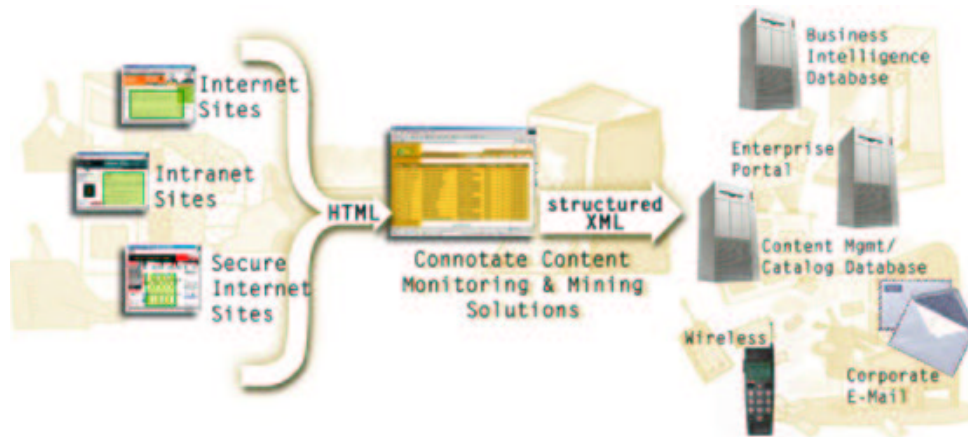 Internet
Sites
Intranet
Sites
Secure
Internet
Sites
HTML
Connotate Content
Monitoring & Mining
Solutions
structured
XML
Business
Intelligence
Database
Enterprise
Portal
Content Mgmt/
Catalog Database
Wireless
Corporate
E-Mail